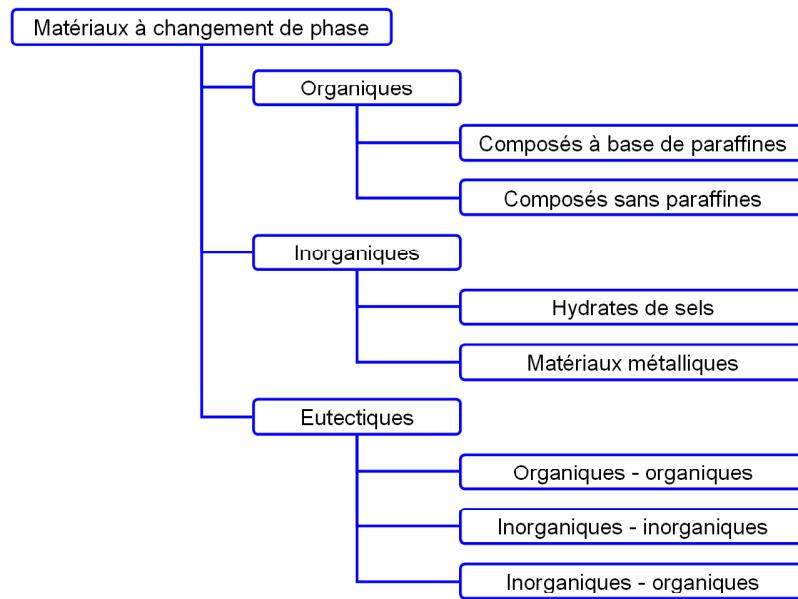 Matériaux à changement de phase
Organiques
Composés à base de paraffines
Composés sans paraffines
Inorganiques
Hydrates de sels
Matériaux métalliques
Eutectiques
Organiques - organiques
Inorganiques - inorganiques
Inorganiques - organiques